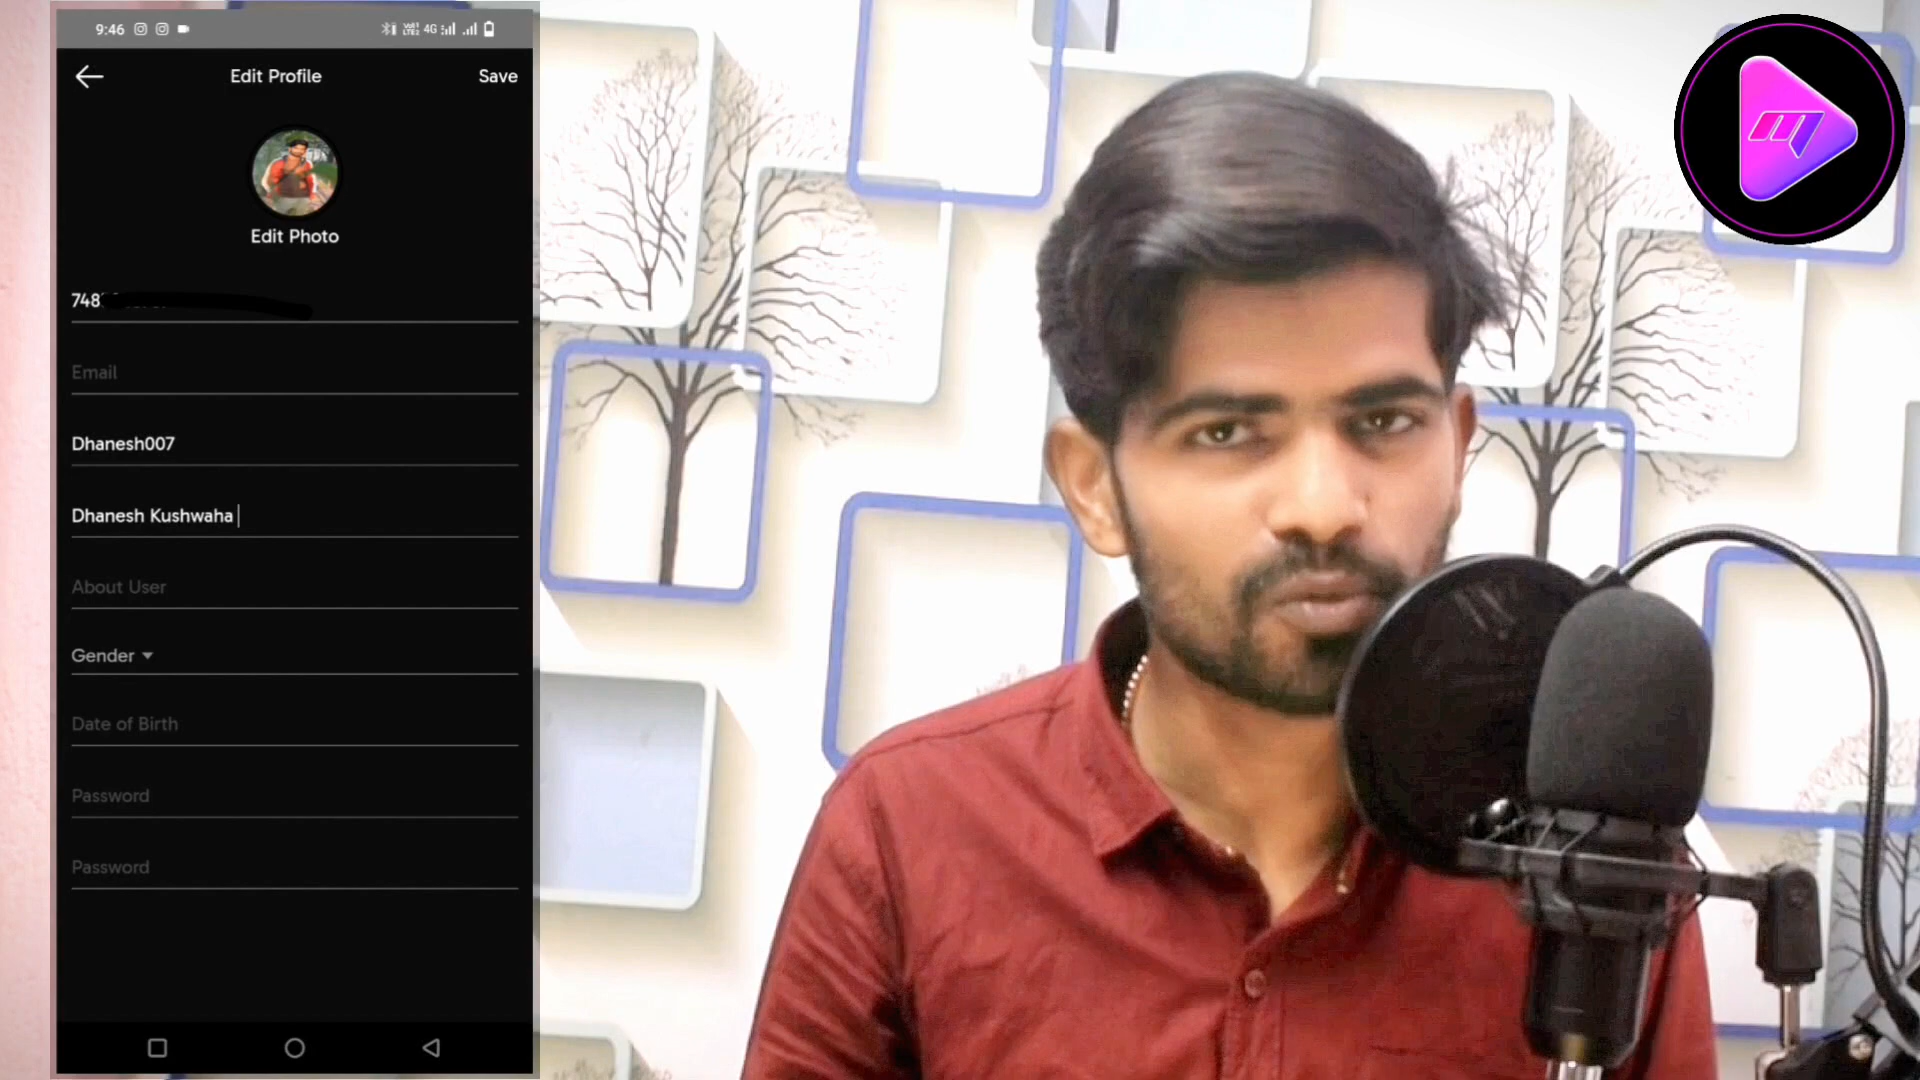 9:46 4G
Edit Profile Save
Edit Photo
748
Email
Dhanesh007
Dhanesh Kushwaha
About User
Gender
Date of Birth
Password
Password